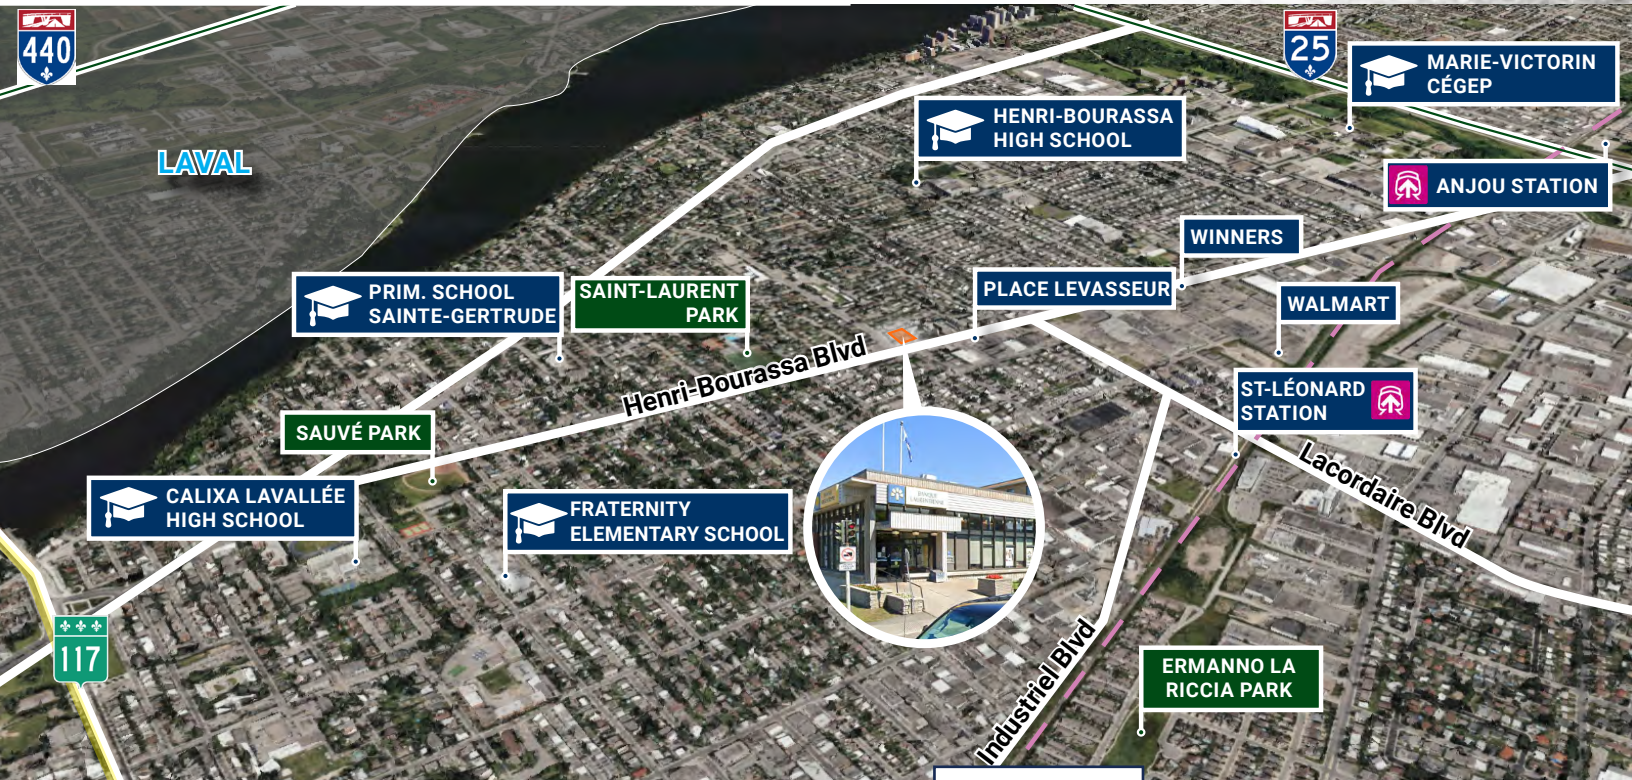 440
25
MARIE-VICTORIN
CÉGEP
HENRI-BOURASSA
HIGH SCHOOL
LAVAL
ANJOU STATION
WINNERS
PRIM. SCHOOL
SAINTE-GERTRUDE
SAINT-LAURENT
PARK
PLACE LEVASSEUR
WALMART
Henri-Bourassa Blvd
ST-LÉONARD
STATION
SAUVÉ PARK
Lacordaire Blvd
CALIXA LAVALLÉE
HIGH SCHOOL
FRATERNITY
ELEMENTARY SCHOOL
BANQUE
LAURENTIENNE
117
Industriel Blvd
ERMANNO LA
RICCIA PARK